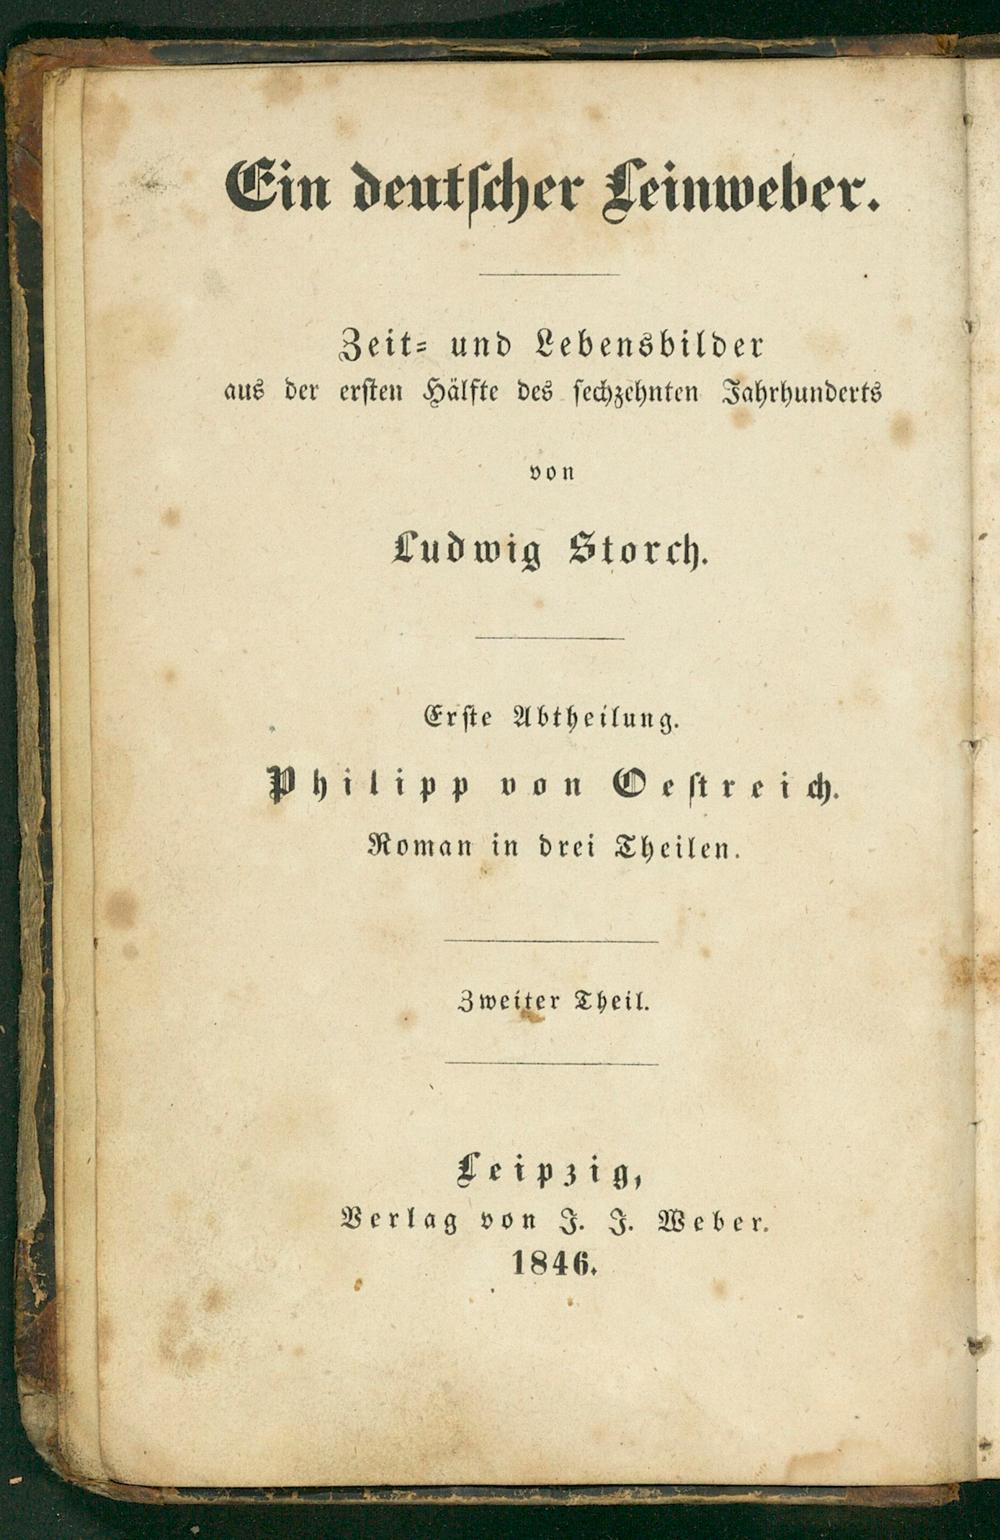 Ein deutscher Leinweber.
Zeit- und Lebensbilder
aus der ersten Hälfte des sechzehnten Jahrhunderts
von
Ludwig Storch.
Erste Abtheilung.
Philipp von Oestreich.
Roman in drei Theilen.
Zweiter Theil.
Leipzig,
Verlag von J. J. Weber.
1846.